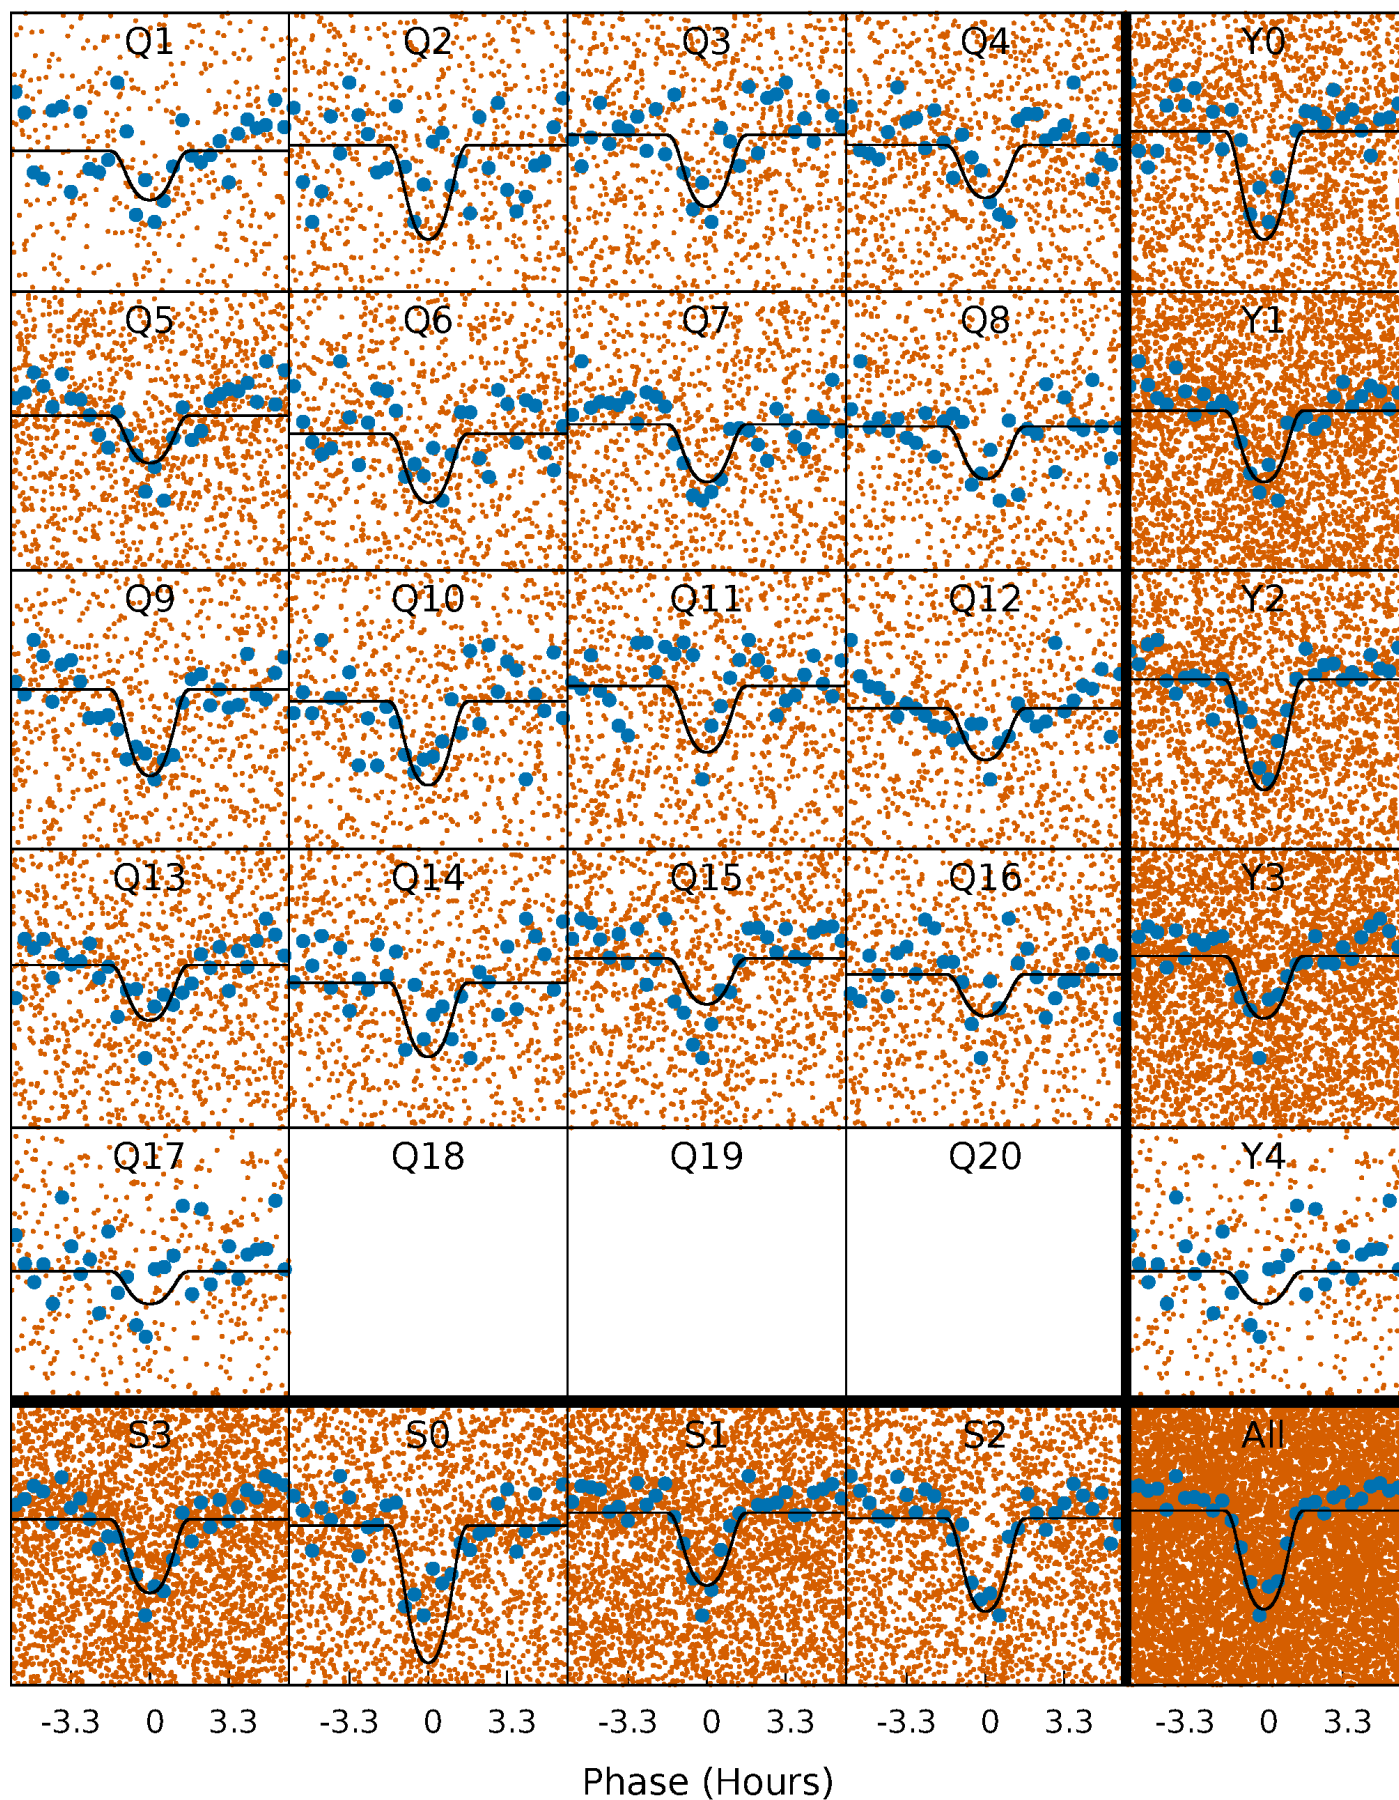 Q1 Q2 Q3 Q4 Y0
Q5 Q6 Q7 Q8 Y1
Q9 Q10 Q11 Q12 Y2
Q13 Q14 Q15 Q16 Y3
Q17 Q18 Q19 Q20 Y4
S3 S0 S1 S2 All
-3.3 0 3.3 -3.3 0 3.3 -3.3 0 3.3 -3.3 0 3.3 -3.3 0 3.3
Phase (Hours)